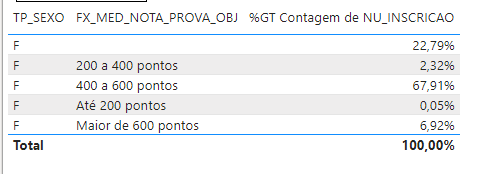 TP_SEXO FX_MED_NOTA_PROVA_OBJ %GT Contagem de NU_INSCRICAO
F 22,79%
F 200 a 400 pontos 2,32%
F 400 a 600 pontos 67,91%
F Até 200 pontos 0,05%
F Maior de 600 pontos 6,92%
Total 100,00%